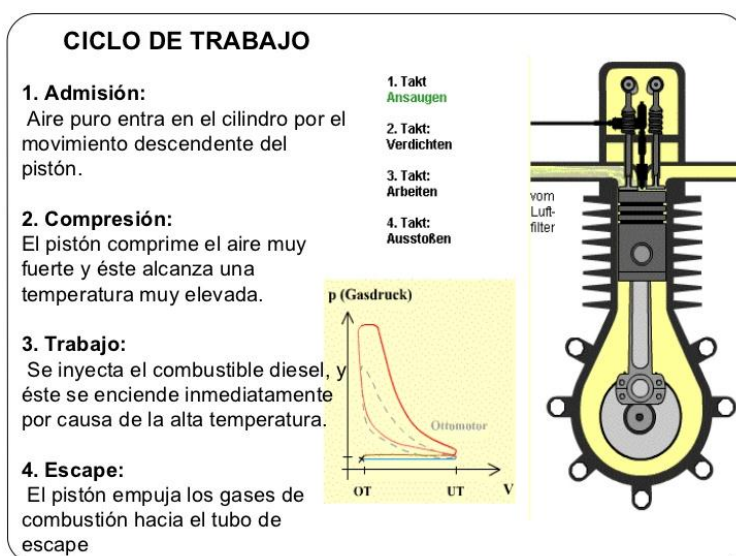 CICLO DE TRABAJO
1. Admisión:
Aire puro entra en el cilindro por el
movimiento descendente del
pistón.
2. Compresión:
El pistón comprime el aire muy
fuerte y éste alcanza una
temperatura muy elevada.
3. Trabajo:
Se inyecta el combustible diesel, y
éste se enciende inmediatamente
por causa de la alta temperatura.
4. Escape:
El pistón empuja los gases de
combustión hacia el tubo de
escape
1. Takt
Ansaugen
2. Takt:
Verdichten
3. Takt:
Arbeiten
4. Takt:
Ausstoßen
p (Gasdruck)
Ottomotor
OT
UT
V
vom
Luft-
filter